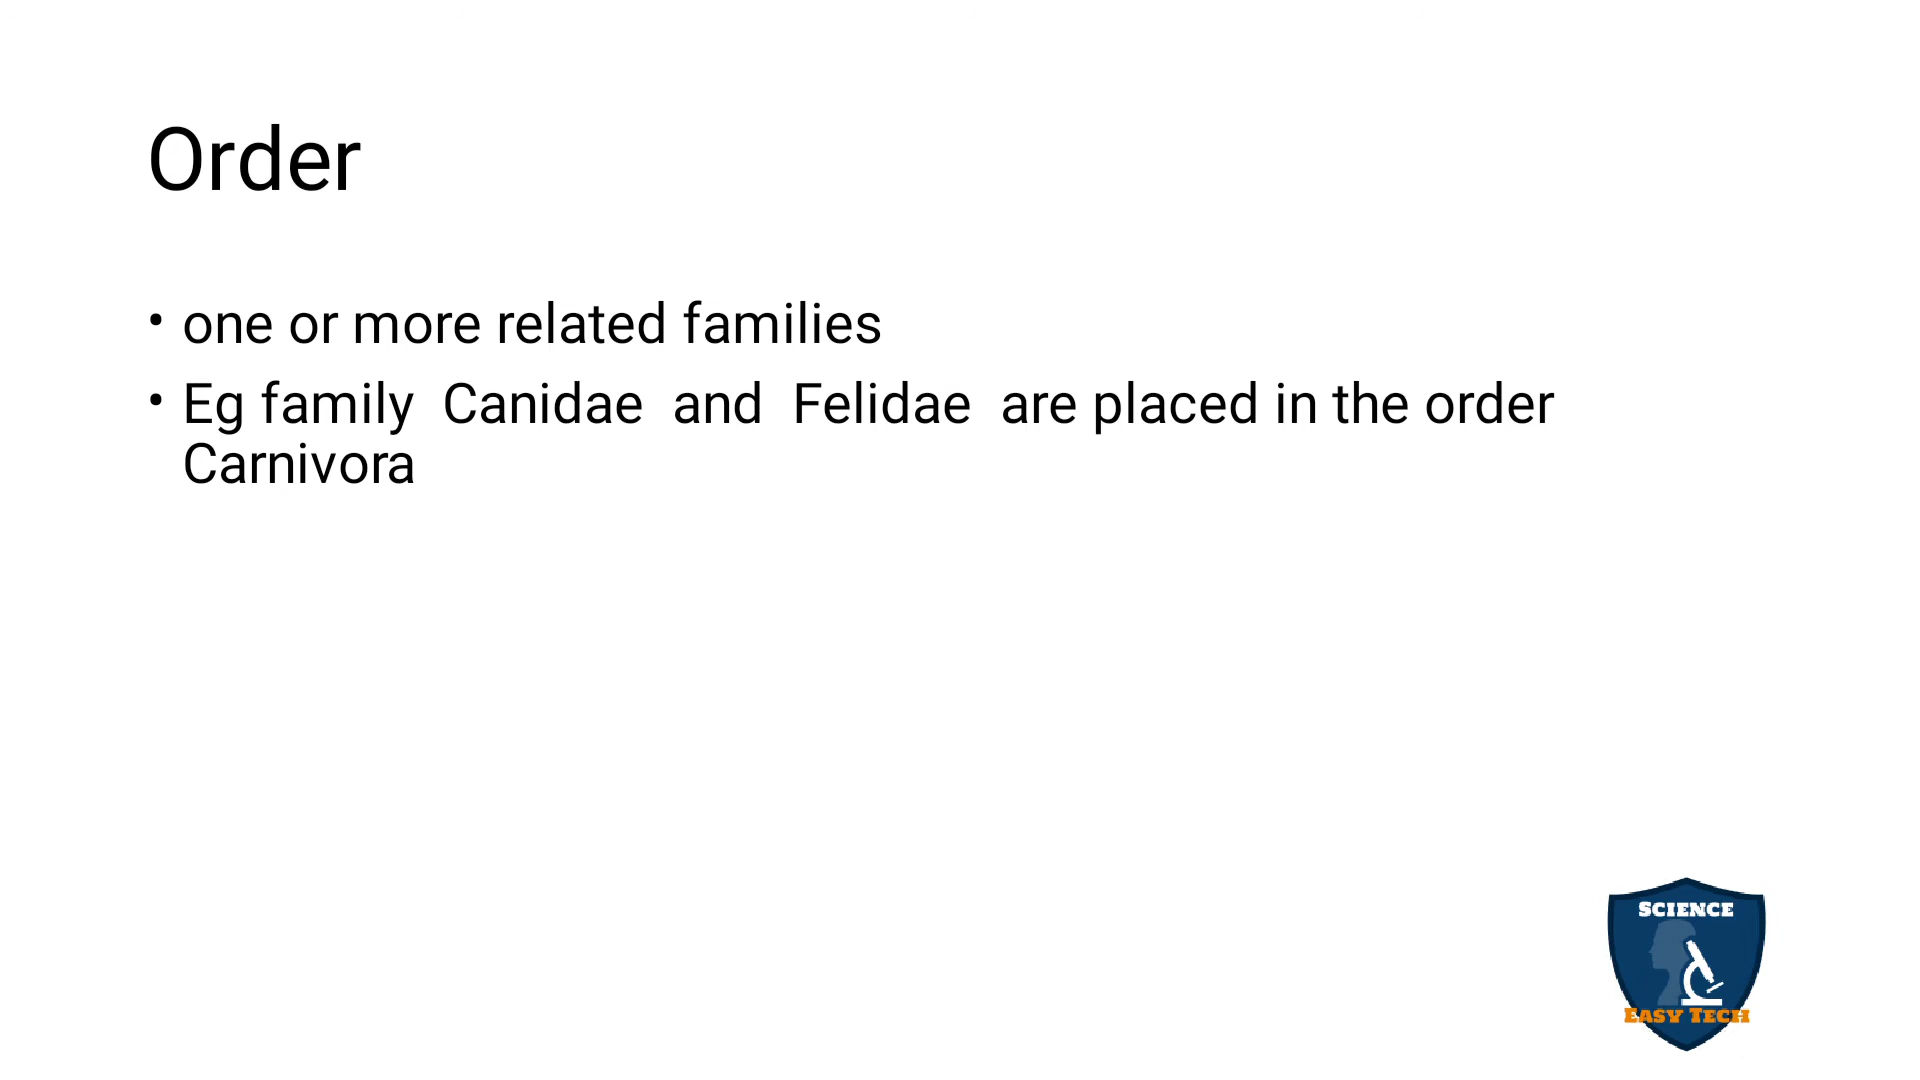 Order
• one or more related families
• Eg family  Canidae  and  Felidae  are placed in the order
Carnivora
SCIENCE
EASY TECH